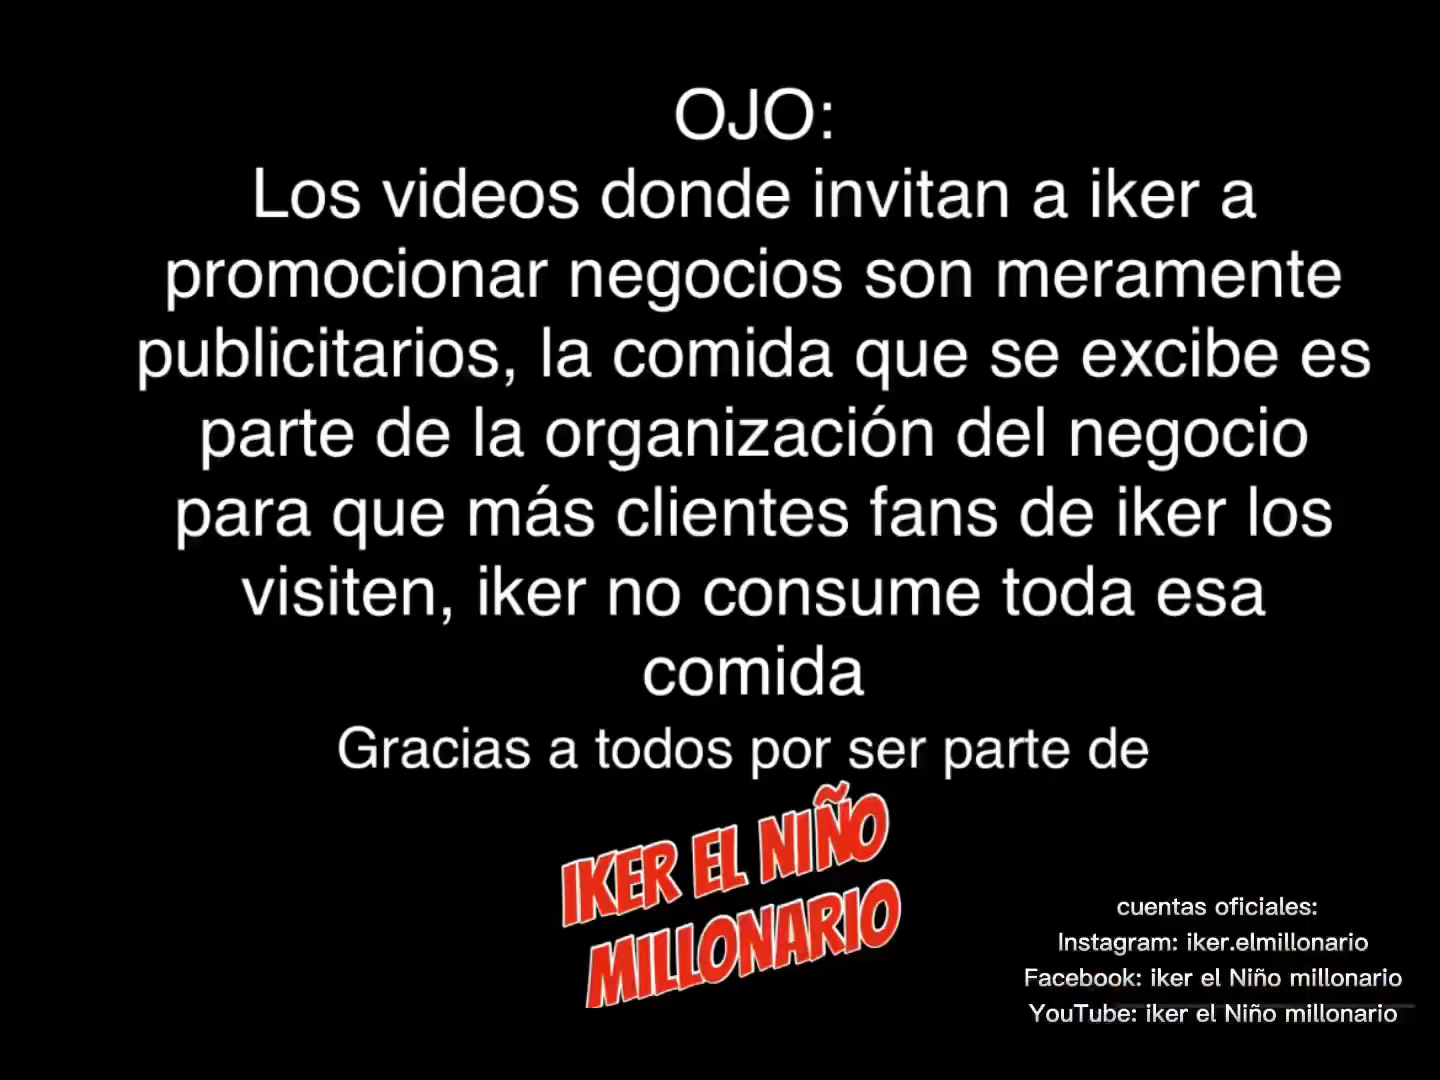 OJO:
Los videos donde invitan a iker a
promocionar negocios son meramente
publicitarios, la comida que se excibe es
parte de la organización del negocio
para que más clientes fans de iker los
visiten, iker no consume toda esa
comida
Gracias a todos por ser parte de
IKER EL NIÑO
MILLONARIO
cuentas oficiales:
Instagram: iker.elmillonario
Facebook: iker el Niño millonario
YouTube: iker el Niño millonario